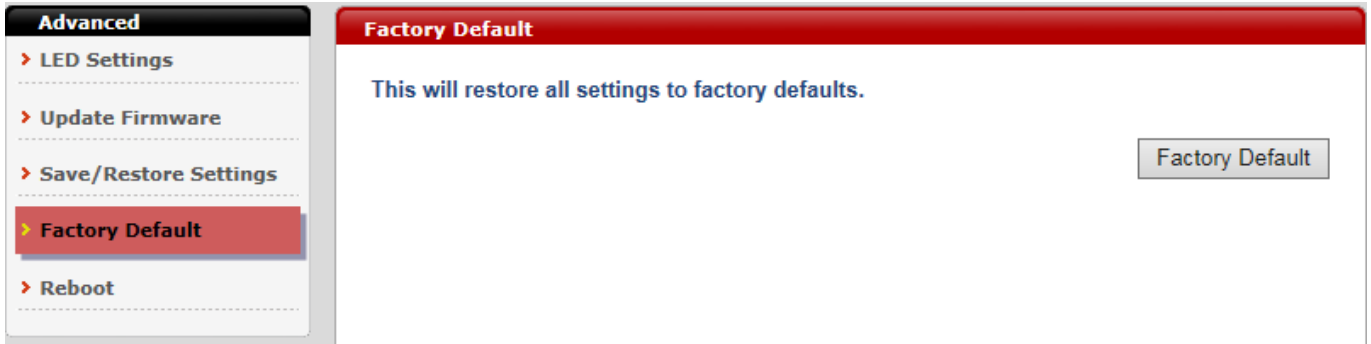 Advanced
LED Settings
Update Firmware
Save/Restore Settings
Factory Default
Reboot
Factory Default
This will restore all settings to factory defaults.
Factory Default